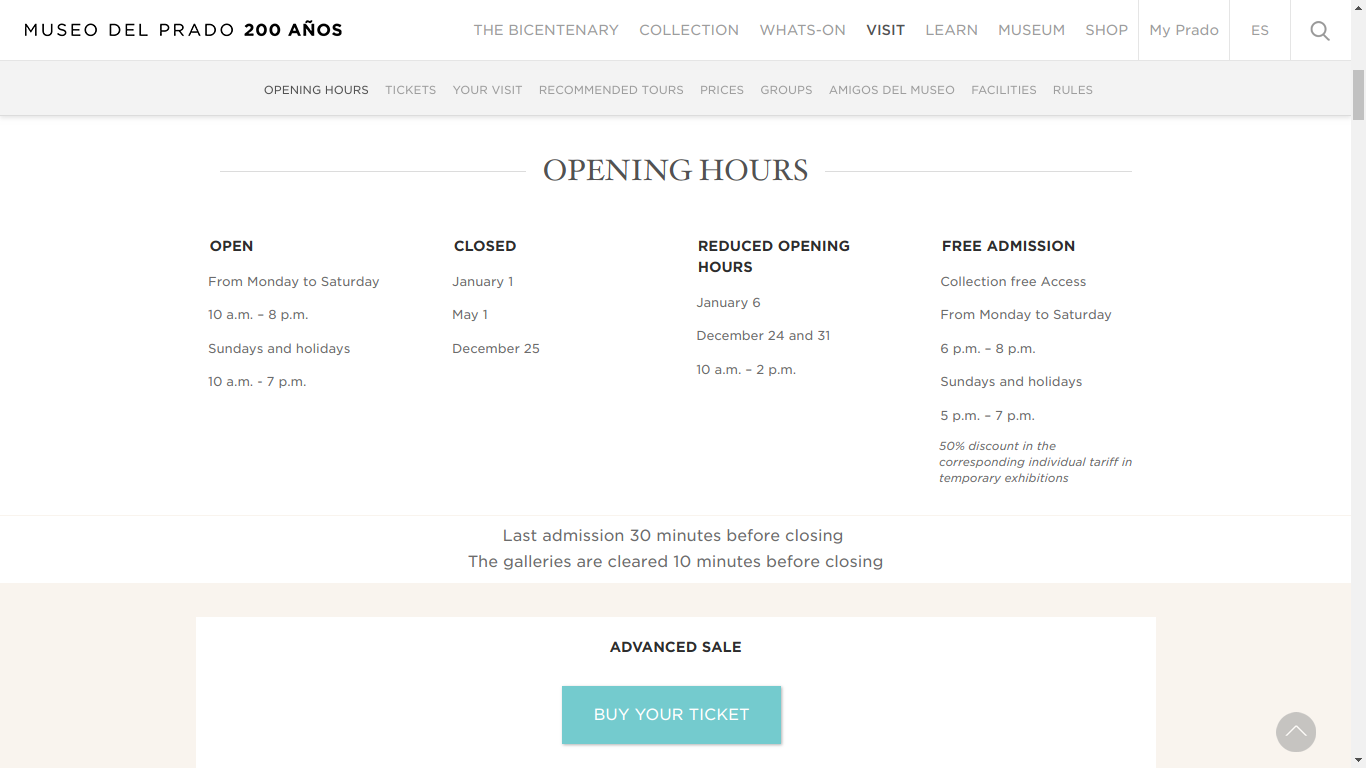 MUSEO DEL PRADO 200 AÑOS
THE BICENTENARY COLLECTION WHATS-ON VISIT LEARN MUSEUM SHOP My Prado ES
OPENING HOURS TICKETS YOUR VISIT RECOMMENDED TOURS PRICES GROUPS AMIGOS DEL MUSEO FACILITIES RULES
OPENING HOURS
OPEN
From Monday to Saturday
10 a.m. – 8 p.m.
Sundays and holidays
10 a.m. - 7 p.m.
CLOSED
January 1
May 1
December 25
REDUCED OPENING
HOURS
January 6
December 24 and 31
10 a.m. – 2 p.m.
FREE ADMISSION
Collection free Access
From Monday to Saturday
6 p.m. – 8 p.m.
Sundays and holidays
5 p.m. – 7 p.m.
50% discount in the
corresponding individual tariff in
temporary exhibitions
Last admission 30 minutes before closing
The galleries are cleared 10 minutes before closing
ADVANCED SALE
BUY YOUR TICKET